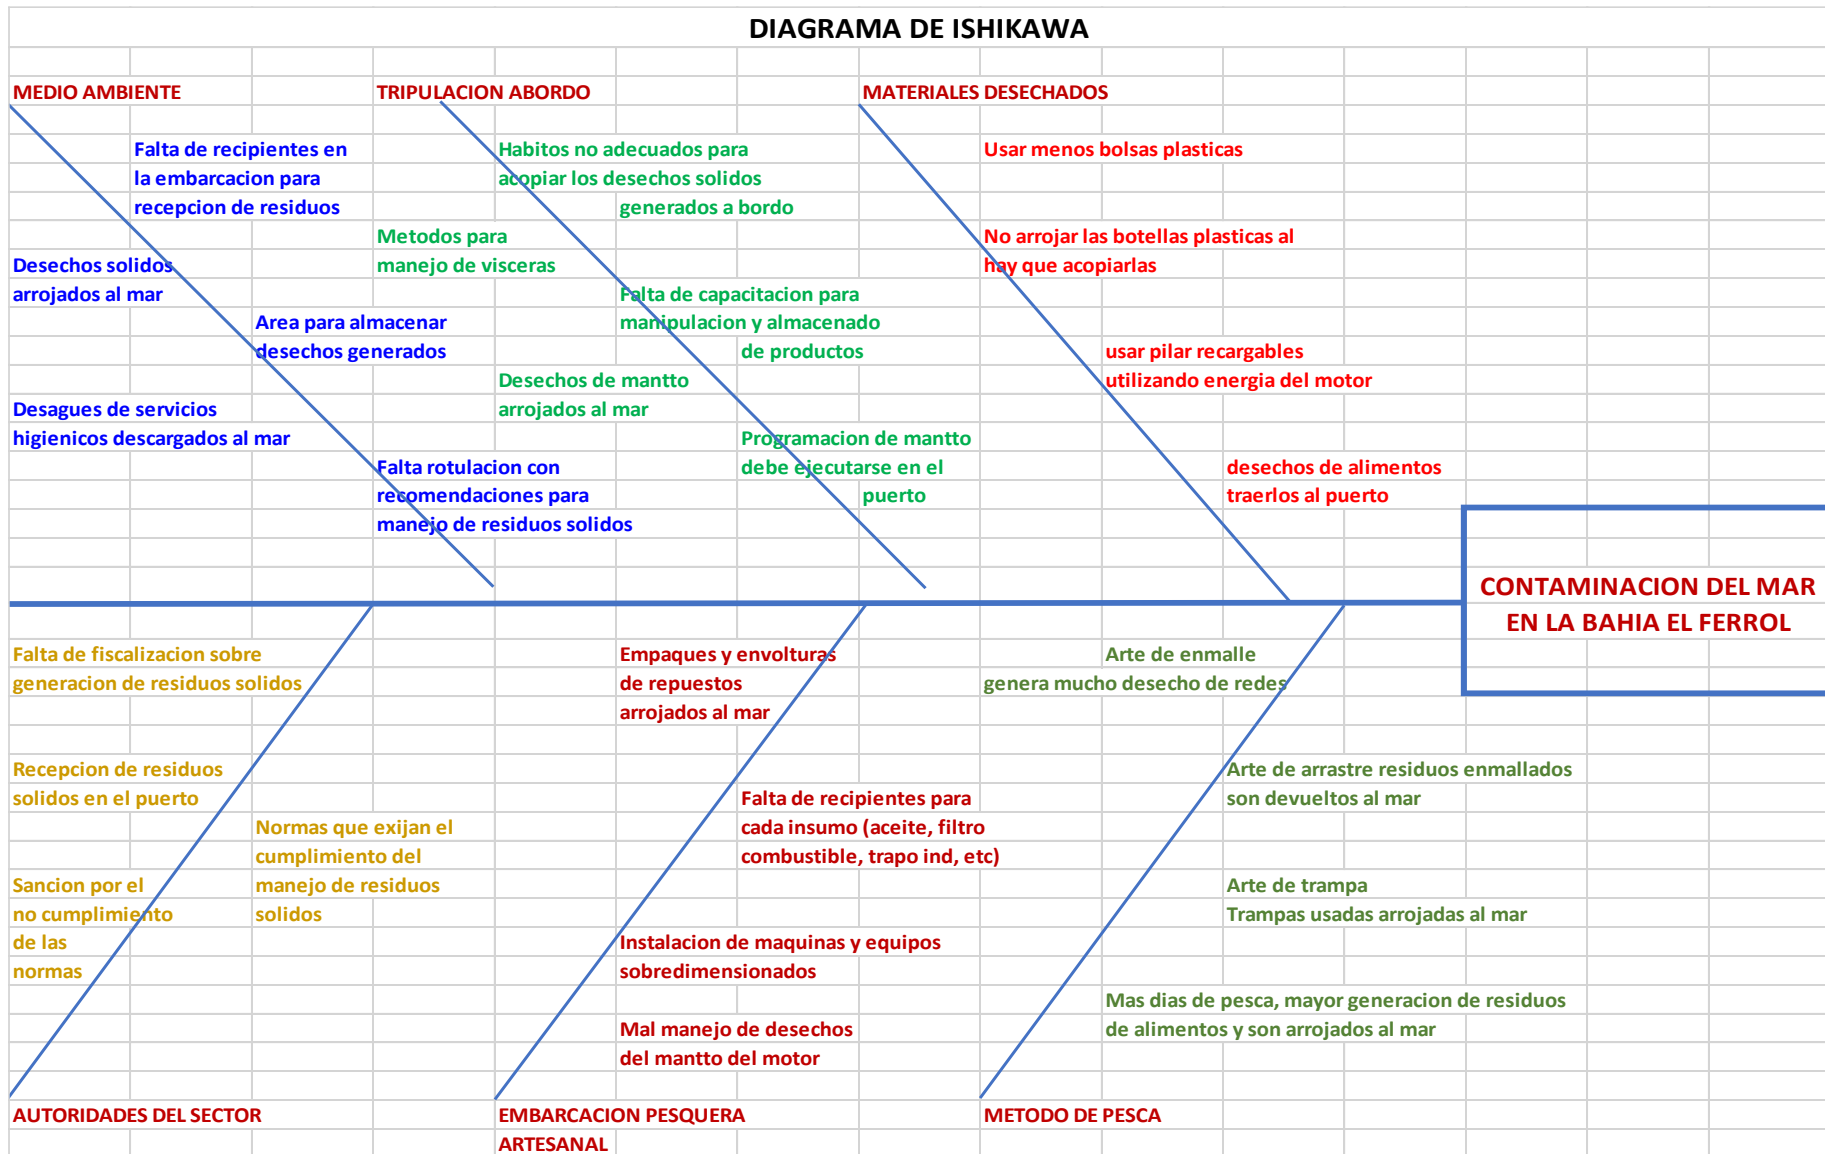 DIAGRAMA DE ISHIKAWA
MEDIO AMBIENTE
Falta de recipientes en
la embarcacion para
recepcion de residuos
Desechos solidos
arrojados al mar
Area para almacenar
desechos generados
Desagues de servicios
higienicos descargados al mar
Falta rotulacion con
recomendaciones para
manejo de residuos solidos
TRIPULACION ABORDO
Habitos no adecuados para
acopiar los desechos solidos
generados a bordo
Metodos para
manejo de visceras
Falta de capacitacion para
manipulacion y almacenado
de productos
Desechos de mantto
arrojados al mar
Programacion de mantto
debe ejecutarse en el
puerto
MATERIALES DESECHADOS
Usar menos bolsas plasticas
No arrojar las botellas plasticas al
hay que acopiarlas
usar pilar recargables
utilizando energia del motor
desechos de alimentos
traerlos al puerto
CONTAMINACION DEL MAR
EN LA BAHIA EL FERROL
Falta de fiscalizacion sobre
generacion de residuos solidos
Recepcion de residuos
solidos en el puerto
Normas que exijan el
cumplimiento del
manejo de residuos
solidos
Sancion por el
no cumplimiento
de las
normas
AUTORIDADES DEL SECTOR
Empaques y envolturas
de repuestos
arrojados al mar
Falta de recipientes para
cada insumo (aceite, filtro
combustible, trapo ind, etc)
Instalacion de maquinas y equipos
sobredimensionados
Mal manejo de desechos
del mantto del motor
EMBARCACION PESQUERA
ARTESANAL
Arte de enmalle
genera mucho desecho de redes
Arte de arrastre residuos enmallados
son devueltos al mar
Arte de trampa
Trampas usadas arrojadas al mar
Mas dias de pesca, mayor generacion de residuos
de alimentos y son arrojados al mar
METODO DE PESCA